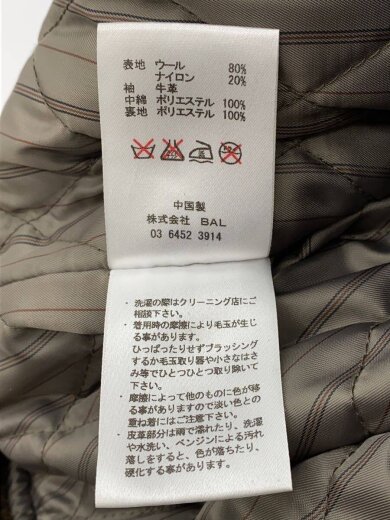 表地 ウール 80%
ナイロン 20%
袖 牛革
中綿 ポリエステル 100%
裏地 ポリエステル 100%
中国製
株式会社 BAL
03 6452 3914
・洗濯の際はクリーニング店にご
相談下さい。
・着用時の摩擦により毛玉が生じ
る事があります。
ひっぱったりせずブラッシング
するか毛玉取り器や小さなはさ
み等でひとつひとつ取り除いて
下さい。
・摩擦によって他のものに色が移
る事がありますので淡い色との
重ね着にはご注意下さい。
・皮革部分は雨で濡れたり、洗濯
や水洗い、ベンジンによる汚れ
落しをすると、色が落ちたり、
硬化する事があります。